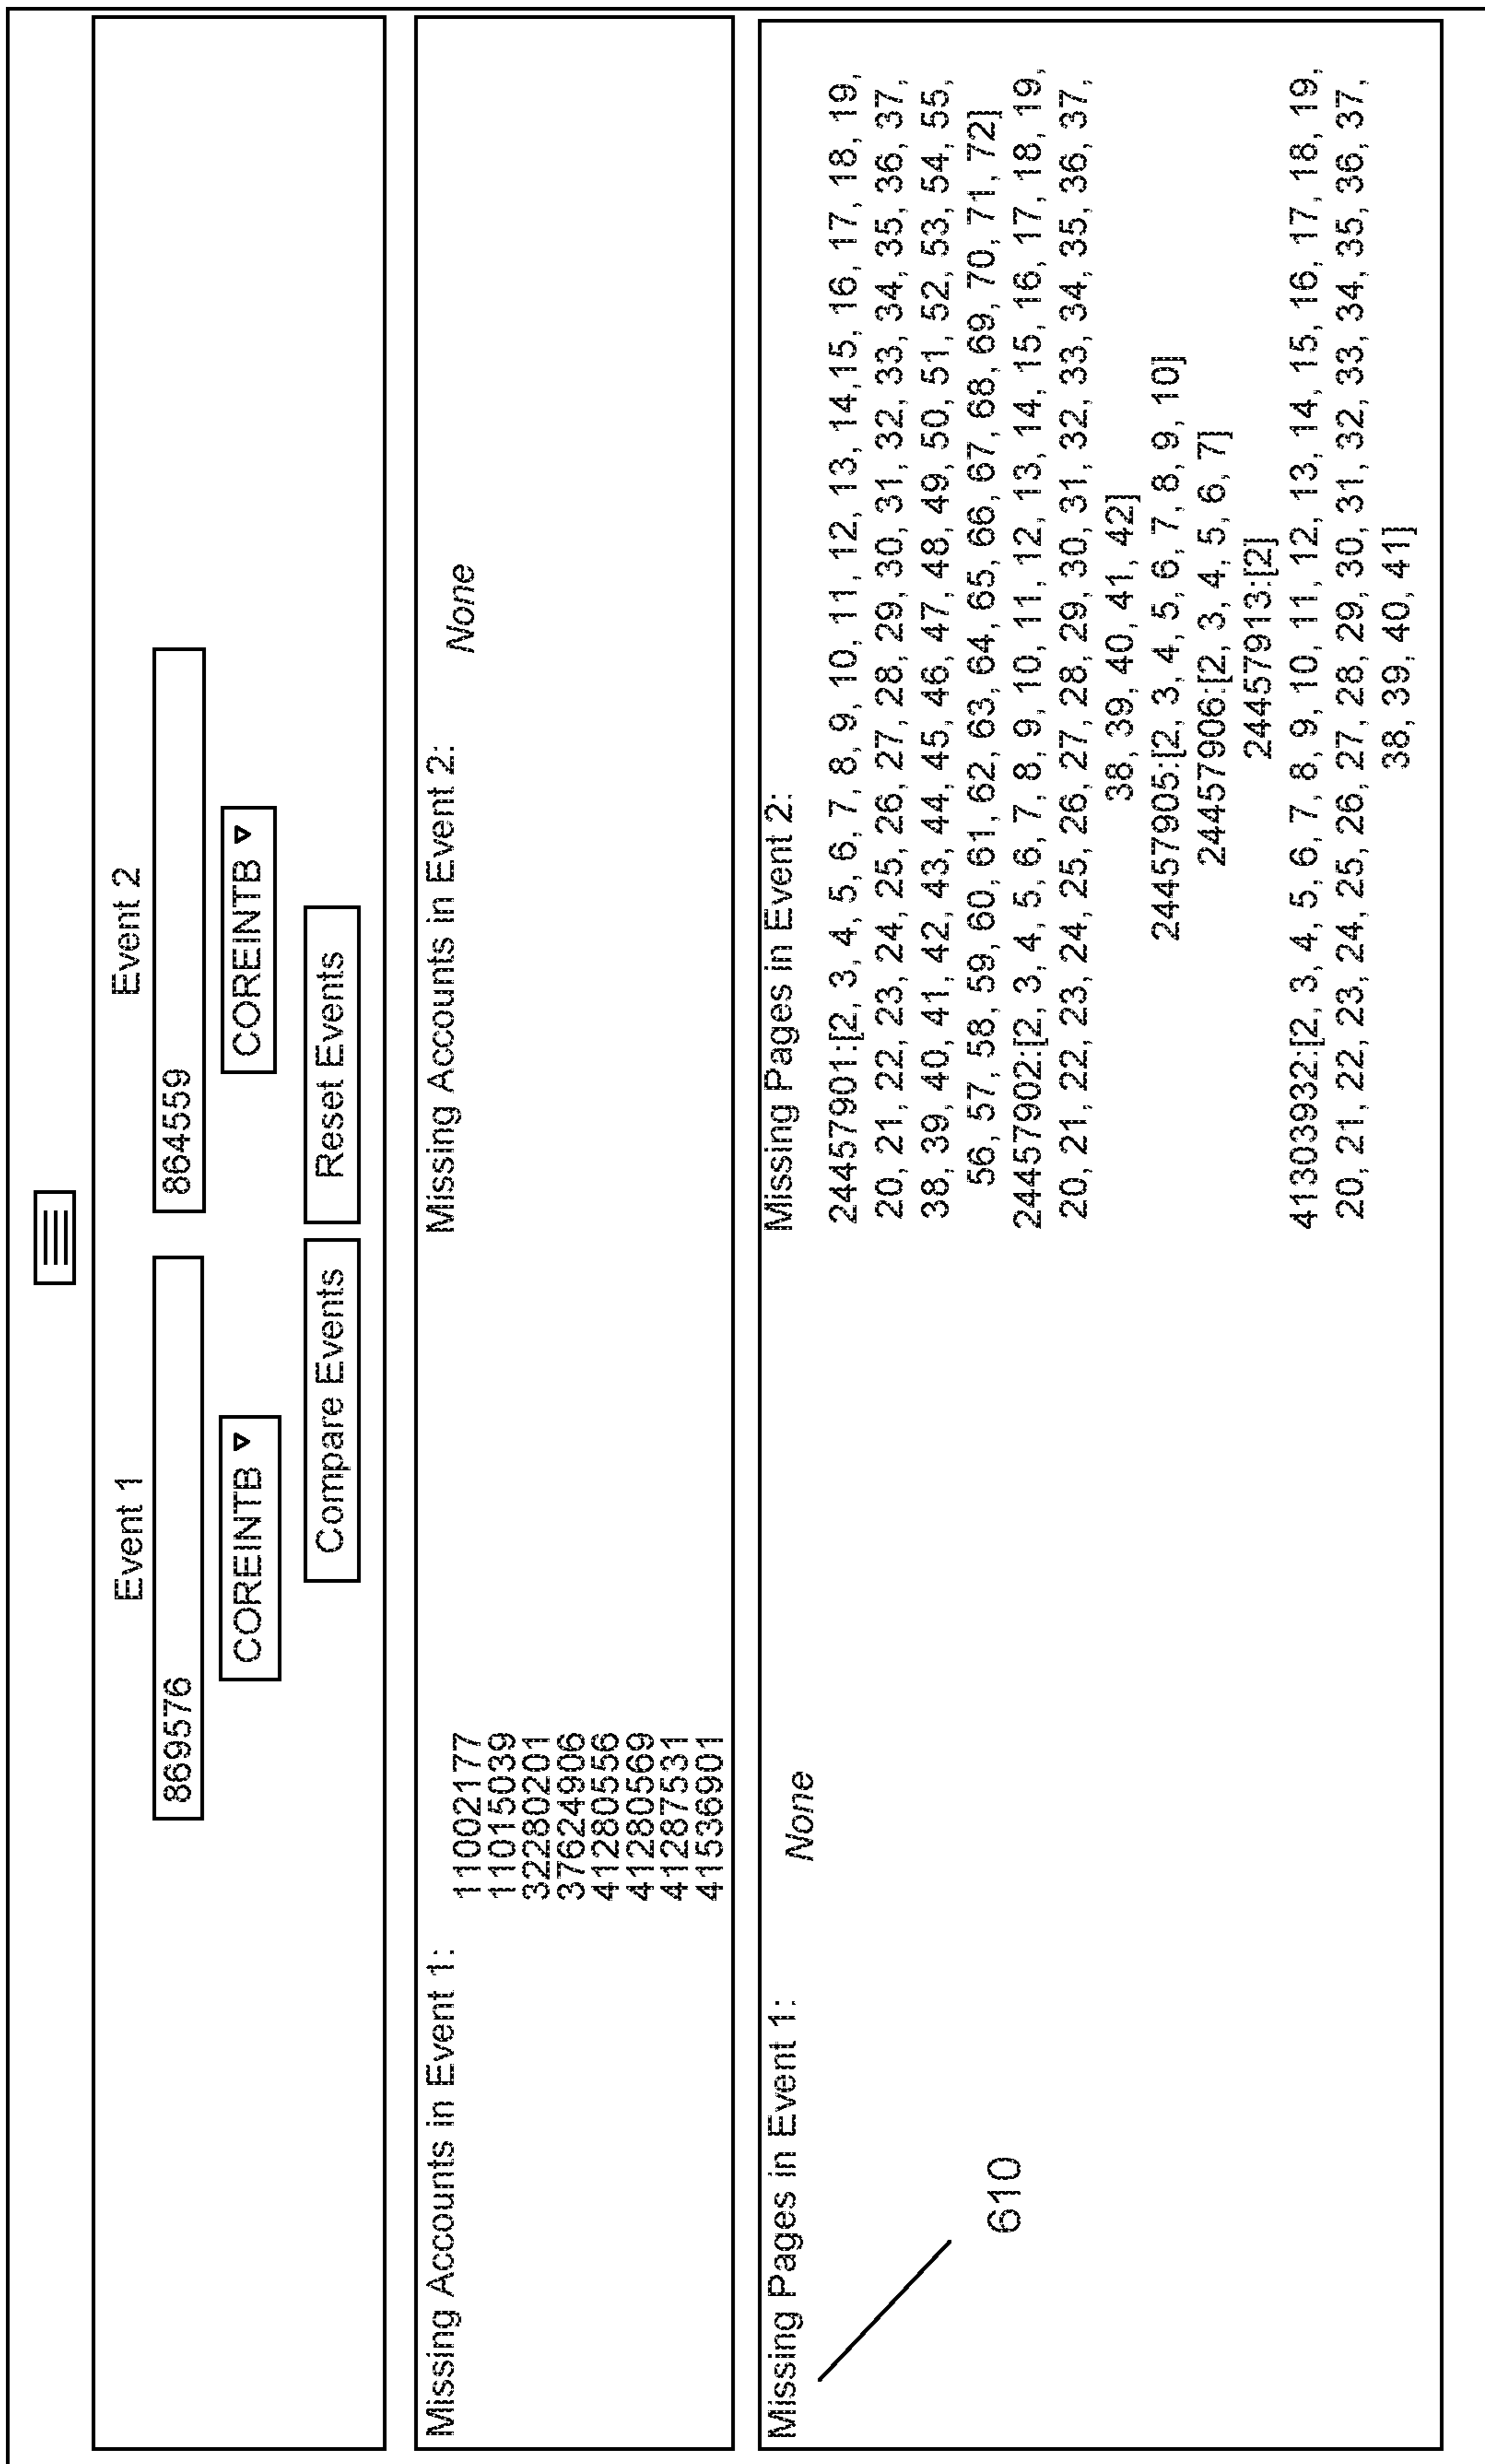 Event 1
Event 2
869576
864559
COREINTB
COREINTB
Compare Events
Reset Events
Missing Accounts in Event 1:
11002177
11015039
32280201
37624906
41280556
41280569
41287531
41536901
Missing Accounts in Event 2:
None
Missing Pages in Event 1:
None
610
Missing Pages in Event 2:
24457901:[2, 3, 4, 5, 6, 7, 8, 9, 10, 11, 12, 13, 14,15, 16, 17, 18, 19,
20, 21, 22, 23, 24, 25, 26, 27, 28, 29, 30, 31, 32, 33, 34, 35, 36, 37,
38, 39, 40, 41, 42, 43, 44, 45, 46, 47, 48, 49, 50, 51, 52, 53, 54, 55,
56, 57, 58, 59, 60, 61, 62, 63, 64, 65, 66, 67, 68, 69, 70, 71, 72]
24457902:[2, 3, 4, 5, 6, 7, 8, 9, 10, 11, 12, 13, 14, 15, 16, 17, 18, 19,
20, 21, 22, 23, 24, 25, 26, 27, 28, 29, 30, 31, 32, 33, 34, 35, 36, 37,
38, 39, 40, 41, 42]
24457905:[2, 3, 4, 5, 6, 7, 8, 9, 10]
24457906:[2, 3, 4, 5, 6, 7]
24457913:[2]
41303932:[2, 3, 4, 5, 6, 7, 8, 9, 10, 11, 12, 13, 14, 15, 16, 17, 18, 19,
20, 21, 22, 23, 24, 25, 26, 27, 28, 29, 30, 31, 32, 33, 34, 35, 36, 37,
38, 39, 40, 41]